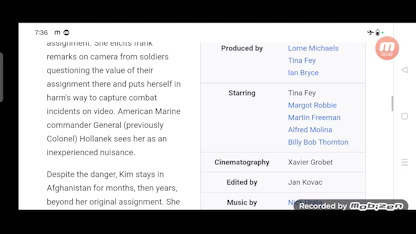 7:36
assignment. She elicits frank
remarks on camera from soldiers
questioning the value of their
assignment there and puts herself in
harm's way to capture combat
incidents on video. American Marine
commander General (previously
Colonel) Hollanek sees her as an
inexperienced nuisance.
Despite the danger, Kim stays in
Afghanistan for months, then years,
beyond her original assignment. She
Produced by
Lorne Michaels
Tina Fey
Ian Bryce
Starring
Tina Fey
Margot Robbie
Martin Freeman
Alfred Molina
Billy Bob Thornton
Cinematography
Xavier Grobet
Edited by
Jan Kovac
Music by
Recorded by
MOBIZEN